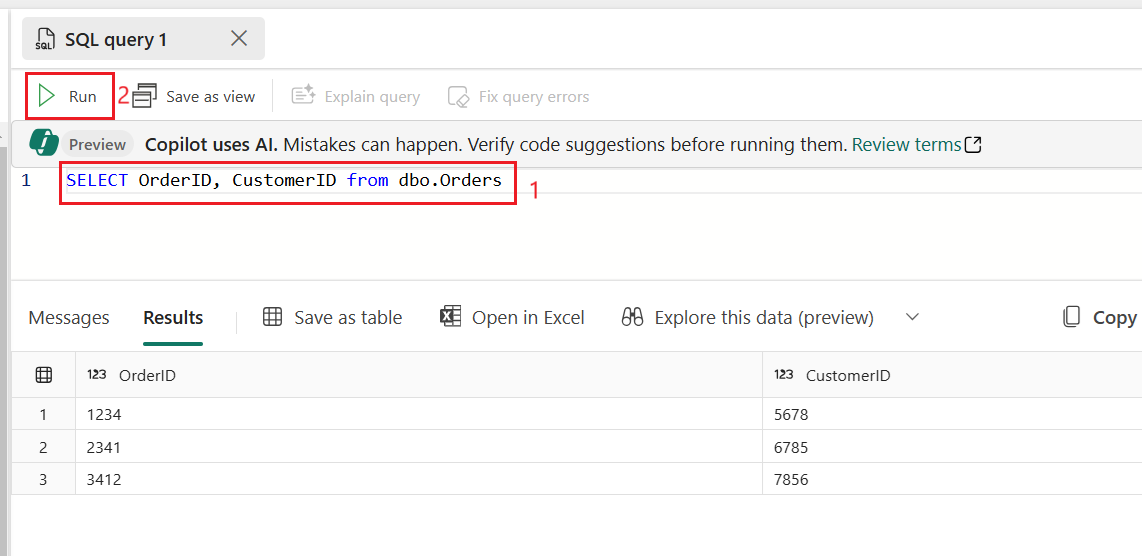 SQL query 1
Run 2 Save as view Explain query Fix query errors
Preview Copilot uses AI. Mistakes can happen. Verify code suggestions before running them. Review terms
1 SELECT OrderID, CustomerID from dbo.Orders 1
Messages Results Save as table Open in Excel Explore this data (preview) Copy
123 OrderID 123 CustomerID
1 1234 5678
2 2341 6785
3 3412 7856